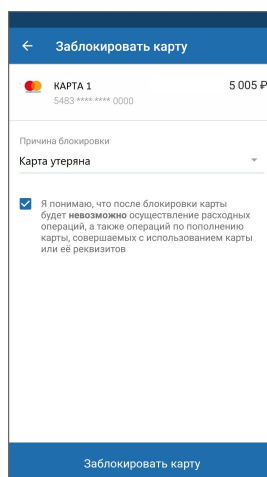 Заблокировать карту
КАРТА 1 5 005 ₽
5483 **** **** 0000
Причина блокировки
Карта утеряна
Я понимаю, что после блокировки карты
будет невозможно осуществление расходных
операций, а также операций по пополнению
карты, совершаемых с использованием карты
или её реквизитов
Заблокировать карту